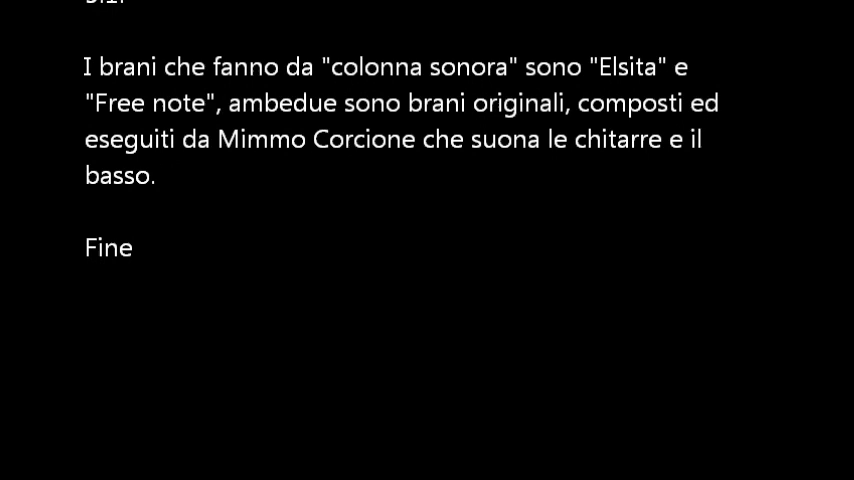 I brani che fanno da "colonna sonora" sono "Elsita" e
"Free note", ambedue sono brani originali, composti ed
eseguiti da Mimmo Corcione che suona le chitarre e il
basso.
Fine